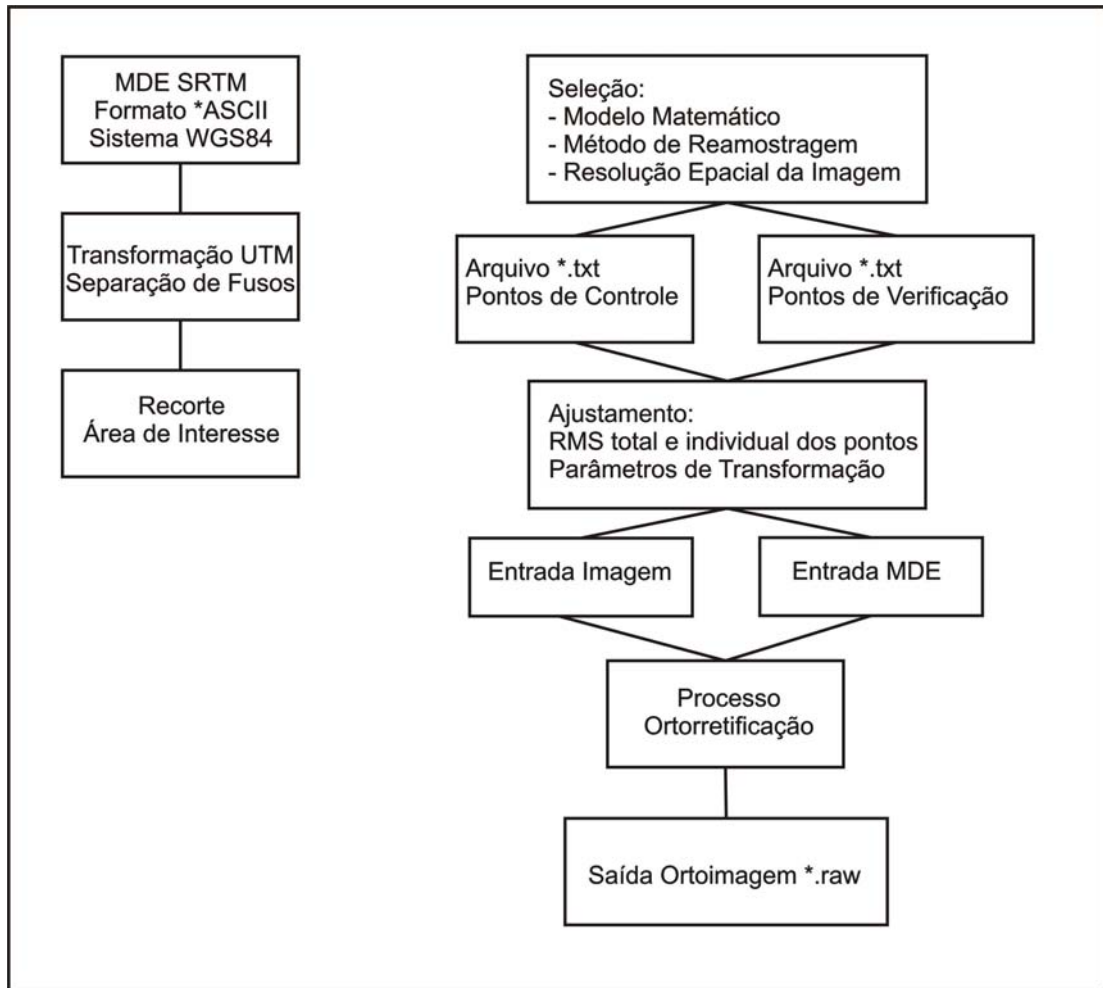 MDE SRTM
Formato *ASCII
Sistema WGS84
Transformação UTM
Separação de Fusos
Recorte
Área de Interesse
Seleção:
- Modelo Matemático
- Método de Reamostragem
- Resolução Epacial da Imagem
Arquivo *.txt
Pontos de Controle
Arquivo *.txt
Pontos de Verificação
Ajustamento:
RMS total e individual dos pontos
Parâmetros de Transformação
Entrada Imagem
Entrada MDE
Processo
Ortorretificação
Saída Ortoimagem *.raw